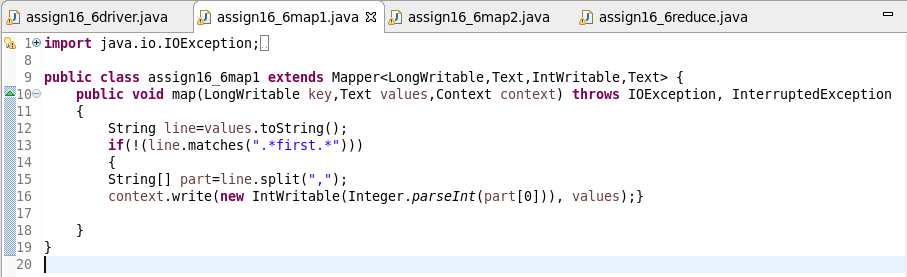 assign16_6driver.java assign16_6map1.java assign16_6map2.java assign16_6reduce.java
1 import java.io.IOException;
8
9 public class assign16_6map1 extends Mapper<LongWritable,Text,IntWritable,Text> {
10 public void map(LongWritable key,Text values,Context context) throws IOException, InterruptedException
11 {
12 String line=values.toString();
13 if(!(line.matches(".*first.*")))
14 {
15 String[] part=line.split(",");
16 context.write(new IntWritable(Integer.parseInt(part[0])), values);}
17
18 }
19 }
20